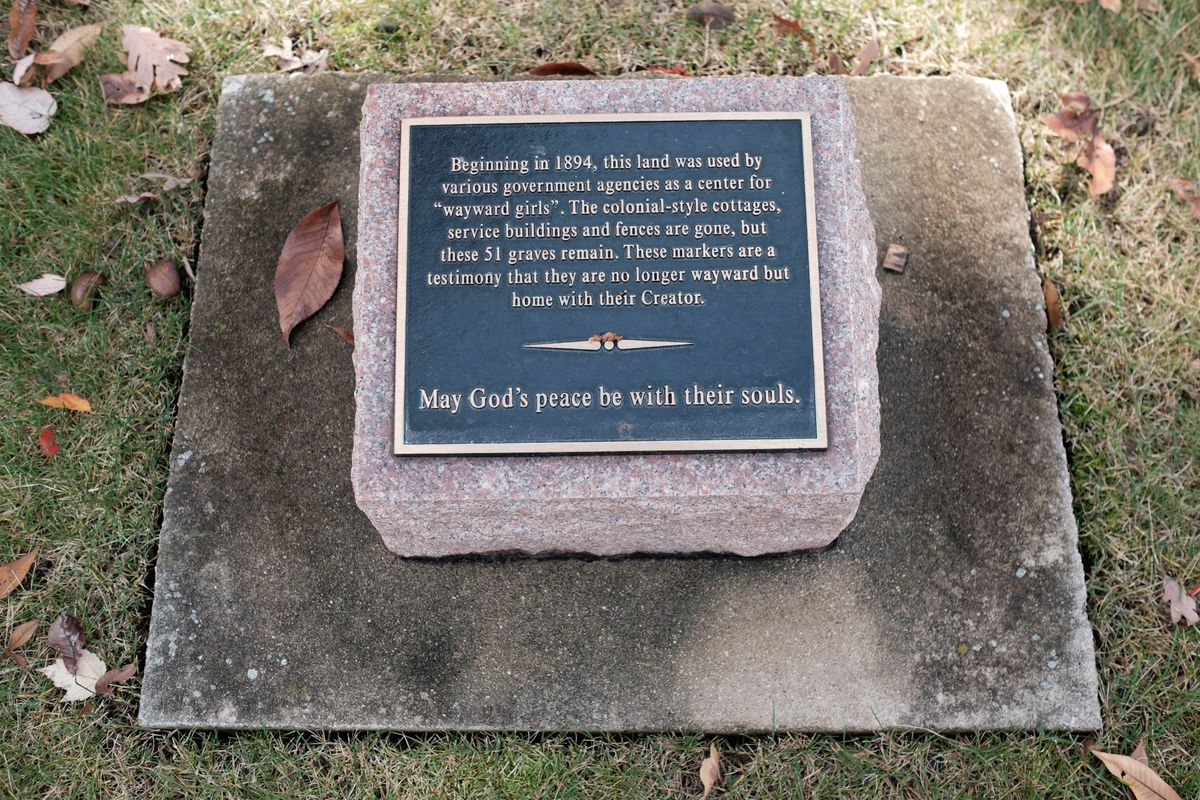 Beginning in 1894, this land was used by
various government agencies as a center for
“wayward girls”. The colonial-style cottages,
service buildings and fences are gone, but
these 51 graves remain. These markers are a
testimony that they are no longer wayward but
home with their Creator.
May God’s peace be with their souls.